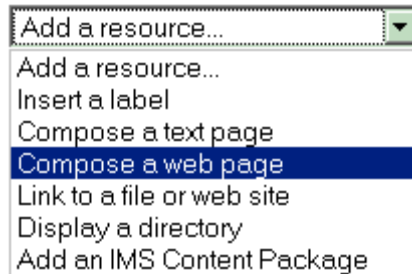 Add a resource...
Add a resource...
Insert a label
Compose a text page
Compose a web page
Link to a file or web site
Display a directory
Add an IMS Content Package